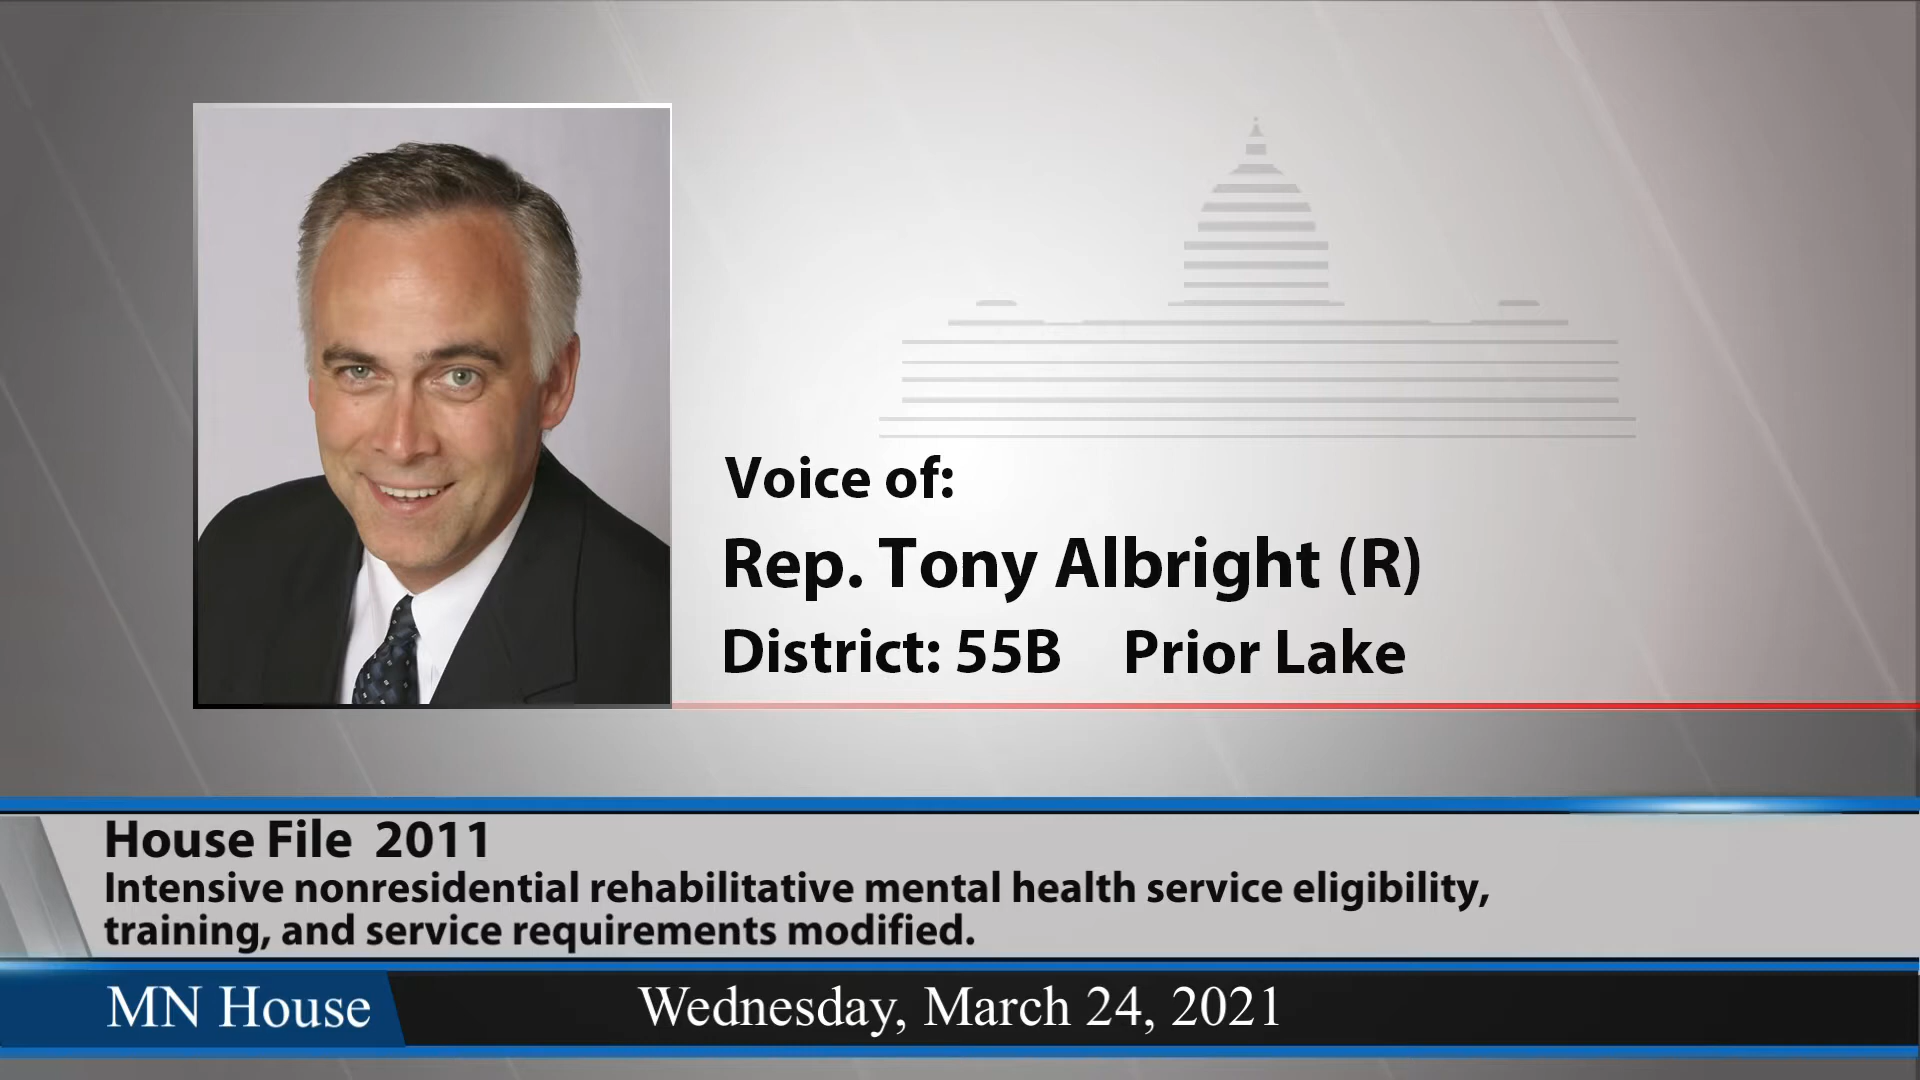 Voice of:
Rep. Tony Albright (R)
District: 55B Prior Lake
House File 2011
Intensive nonresidential rehabilitative mental health service eligibility,
training, and service requirements modified.
MN House
Wednesday, March 24, 2021